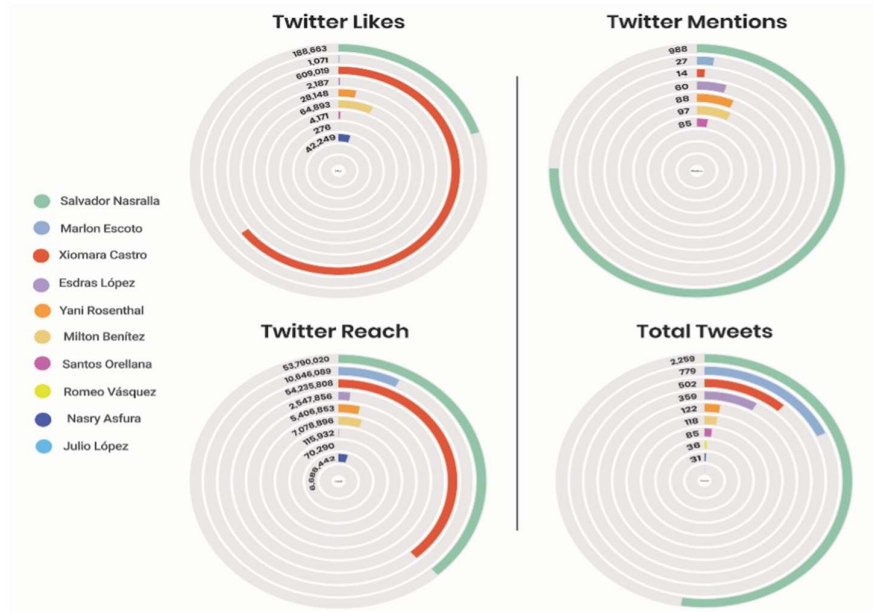 Twitter Likes
188,663
1,071
609,019
2,187
28,148
64,893
4,171
276
42,249
Twitter Mentions
988
27
14
60
88
97
85
Salvador Nasralla
Marlon Escoto
Xiomara Castro
Esdras López
Yani Rosenthal
Milton Benítez
Santos Orellana
Romeo Vásquez
Nasry Asfura
Julio López
Twitter Reach
53,790,020
10,646,089
54,235,808
2,547,856
5,406,853
7,078,896
115,932
70,290
6,688,442
Total Tweets
2,259
779
502
359
122
118
85
36
31